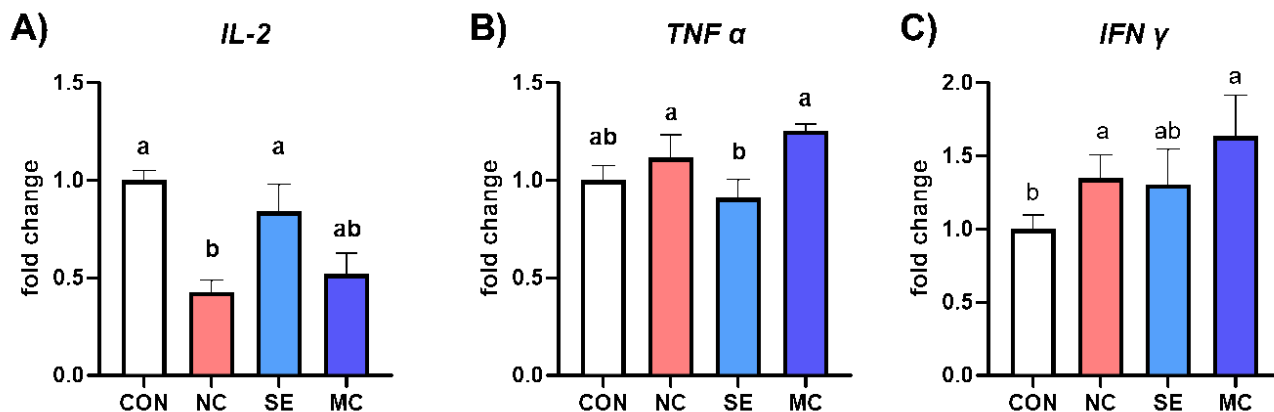 A) IL-2
fold change
1.5
1.0
0.5
0.0
a
b
a
ab
CON NC SE MC
B) TNF α
fold change
1.5
1.0
0.5
0.0
ab
a
b
a
CON NC SE MC
C) IFN γ
fold change
2.0
1.5
1.0
0.5
0.0
b
a
ab
a
CON NC SE MC